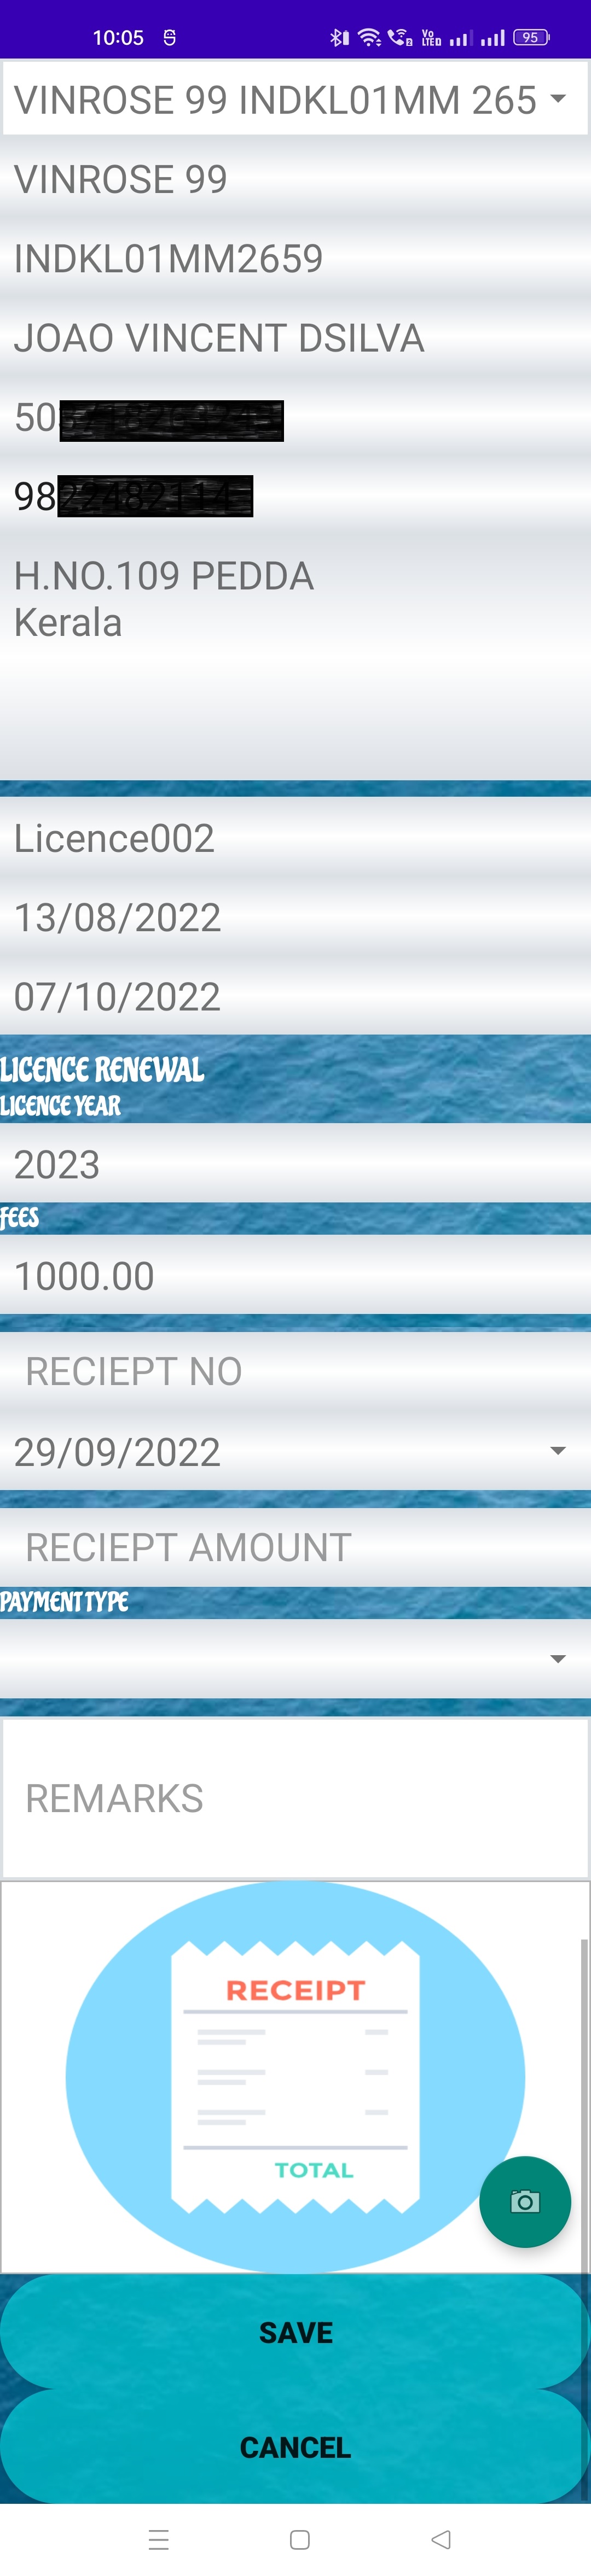 10:05
Vo LTE 95
VINROSE 99 INDKL01MM 265
VINROSE 99
INDKL01MM2659
JOAO VINCENT DSILVA
50
98
H.NO.109 PEDDA
Kerala
Licence002
13/08/2022
07/10/2022
LICENCE RENEWAL
LICENCE YEAR
2023
FEES
1000.00
RECIEPT NO
29/09/2022
RECIEPT AMOUNT
PAYMENT TYPE
REMARKS
RECEIPT
TOTAL
SAVE
CANCEL